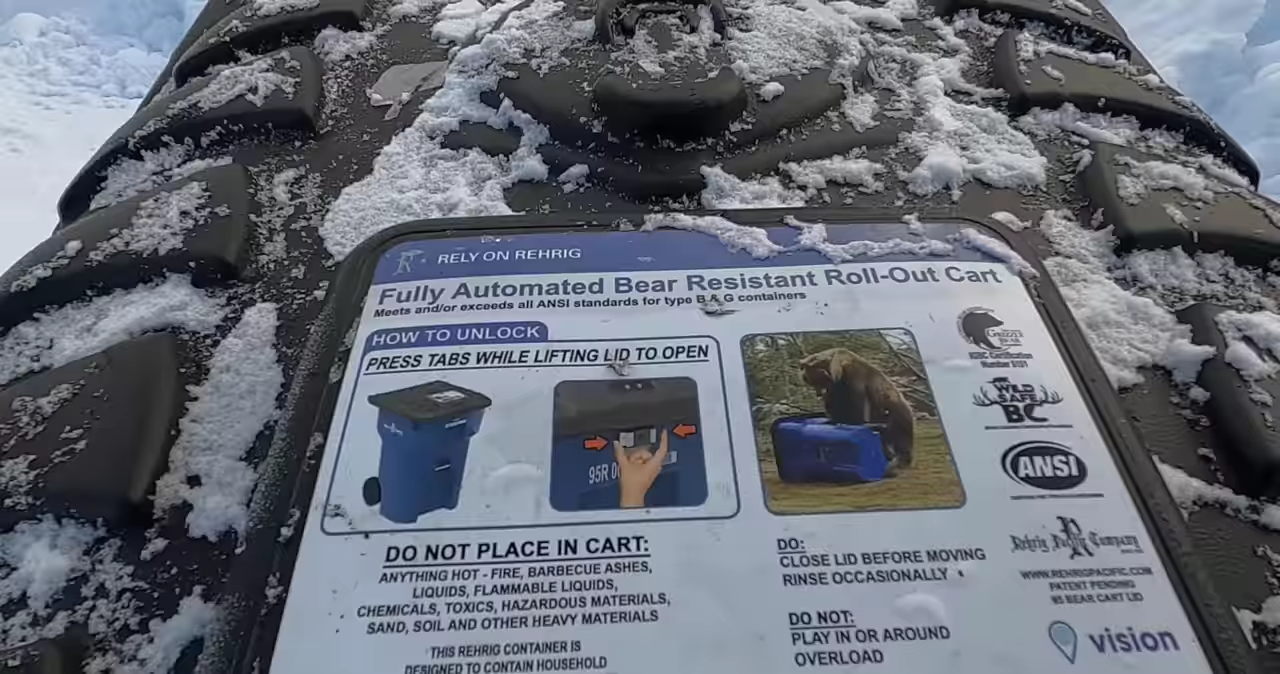 RELY ON REHRIG
Fully Automated Bear Resistant Roll-Out Cart
Meets and/or exceeds all ANSI standards for type B & G containers
HOW TO UNLOCK
PRESS TABS WHILE LIFTING LID TO OPEN
95R
DO NOT PLACE IN CART:
ANYTHING HOT - FIRE, BARBECUE ASHES,
LIQUIDS, FLAMMABLE LIQUIDS,
CHEMICALS, TOXICS, HAZARDOUS MATERIALS,
SAND, SOIL AND OTHER HEAVY MATERIALS
THIS REHRIG CONTAINER IS
DESIGNED TO CONTAIN HOUSEHOLD
DO:
CLOSE LID BEFORE MOVING
RINSE OCCASIONALLY
DO NOT:
PLAY IN OR AROUND
OVERLOAD
GRIZZLY
BEAR
IGBC Certification
WILD
SAFE
BC
ANSI
Rehrig Pacific Company
WWW.REHRIGPACIFIC.COM
PATENT PENDING
95 BEAR CART LID
vision